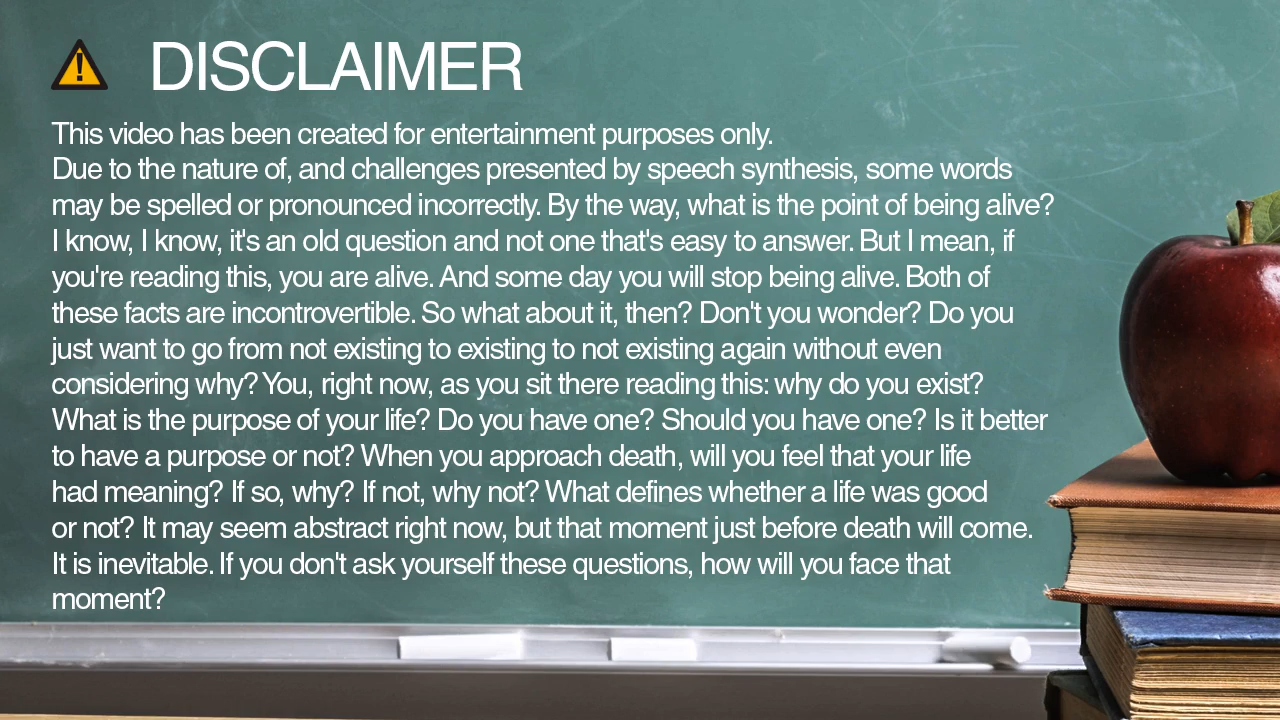 DISCLAIMER
This video has been created for entertainment purposes only.
Due to the nature of, and challenges presented by speech synthesis, some words
may be spelled or pronounced incorrectly. By the way, what is the point of being alive?
I know, I know, it's an old question and not one that's easy to answer. But I mean, if
you're reading this, you are alive. And some day you will stop being alive. Both of
these facts are incontrovertible. So what about it, then? Don't you wonder? Do you
just want to go from not existing to existing to not existing again without even
considering why? You, right now, as you sit there reading this: why do you exist?
What is the purpose of your life? Do you have one? Should you have one? Is it better
to have a purpose or not? When you approach death, will you feel that your life
had meaning? If so, why? If not, why not? What defines whether a life was good
or not? It may seem abstract right now, but that moment just before death will come.
It is inevitable. If you don't ask yourself these questions, how will you face that
moment?